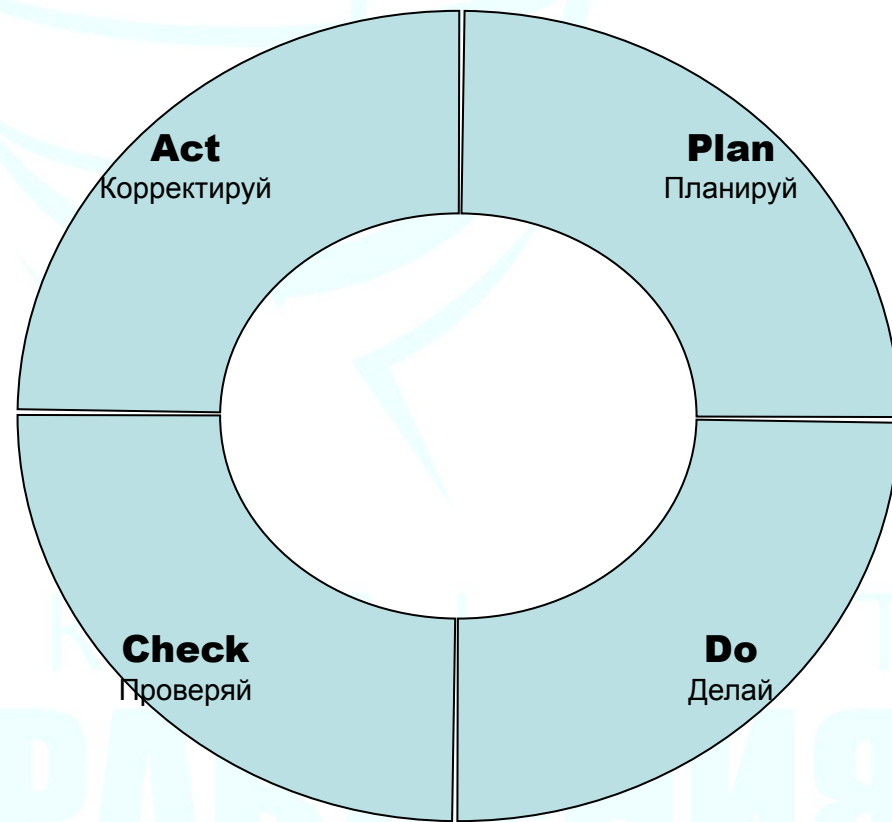 Act
Корректируй
Plan
Планируй
Check
Проверяй
Do
Делай